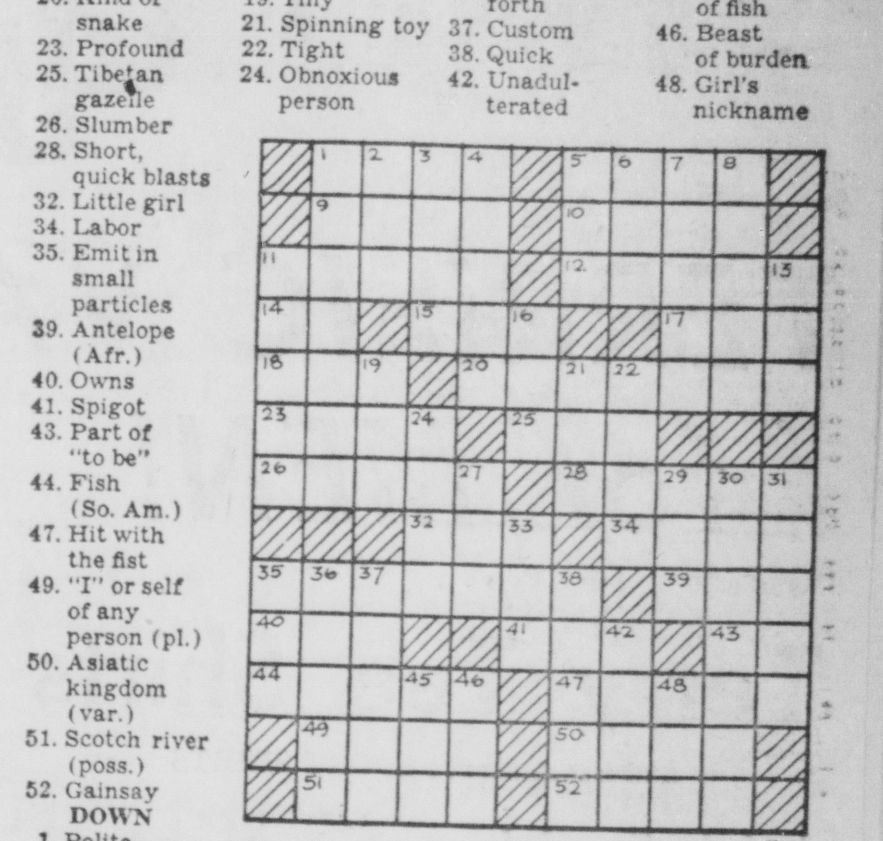 snake
23. Profound
25. Tibetan
gazelle
26. Slumber
28. Short,
quick blasts
32. Little girl
34. Labor
35. Emit in
small
particles
39. Antelope
(Afr.)
40. Owns
41. Spigot
43. Part of
"to be"
44. Fish
(So. Am.)
47. Hit with
the fist
49. "I" or self
of any
person (pl.)
50. Asiatic
kingdom
(var.)
51. Scotch river
(poss.)
52. Gainsay
DOWN
1. Polite
19. Tiny
21. Spinning toy
22. Tight
24. Obnoxious
person
forth
37. Custom
38. Quick
42. Unadul-
terated
of fish
46. Beast
of burden
48. Girl's
nickname
1 2 3 4 5 6 7 8
9 10
11 12 13
14 15 16 17
18 19 20 21 22
23 24 25
26 27 28 29 30 31
32 33 34
35 36 37 38 39
40 41 42 43
44 45 46 47 48
49 50
51 52